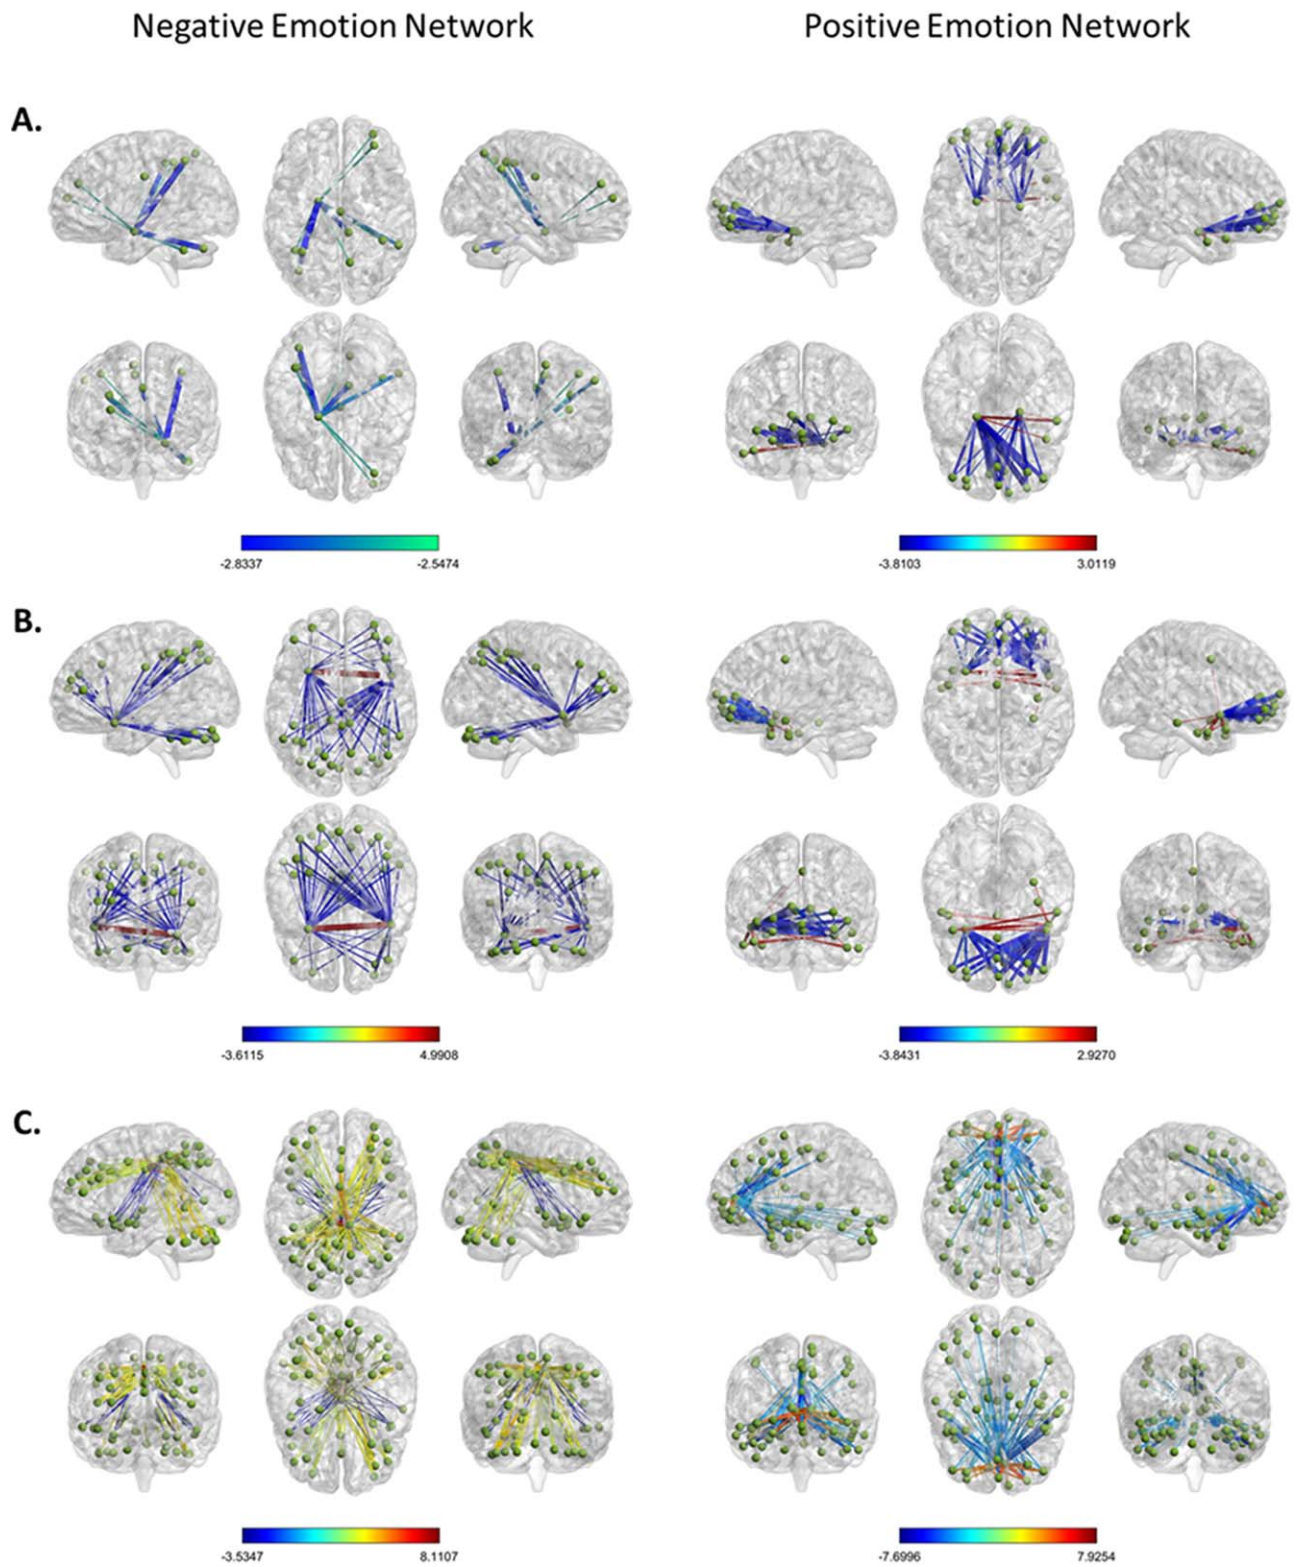 Negative Emotion Network
Positive Emotion Network
A.
-2.8337
-2.5474
-3.8103
3.0119
B.
-3.6115
4.9908
-3.8431
2.9270
C.
-3.5347
8.1107
-7.6996
7.9254